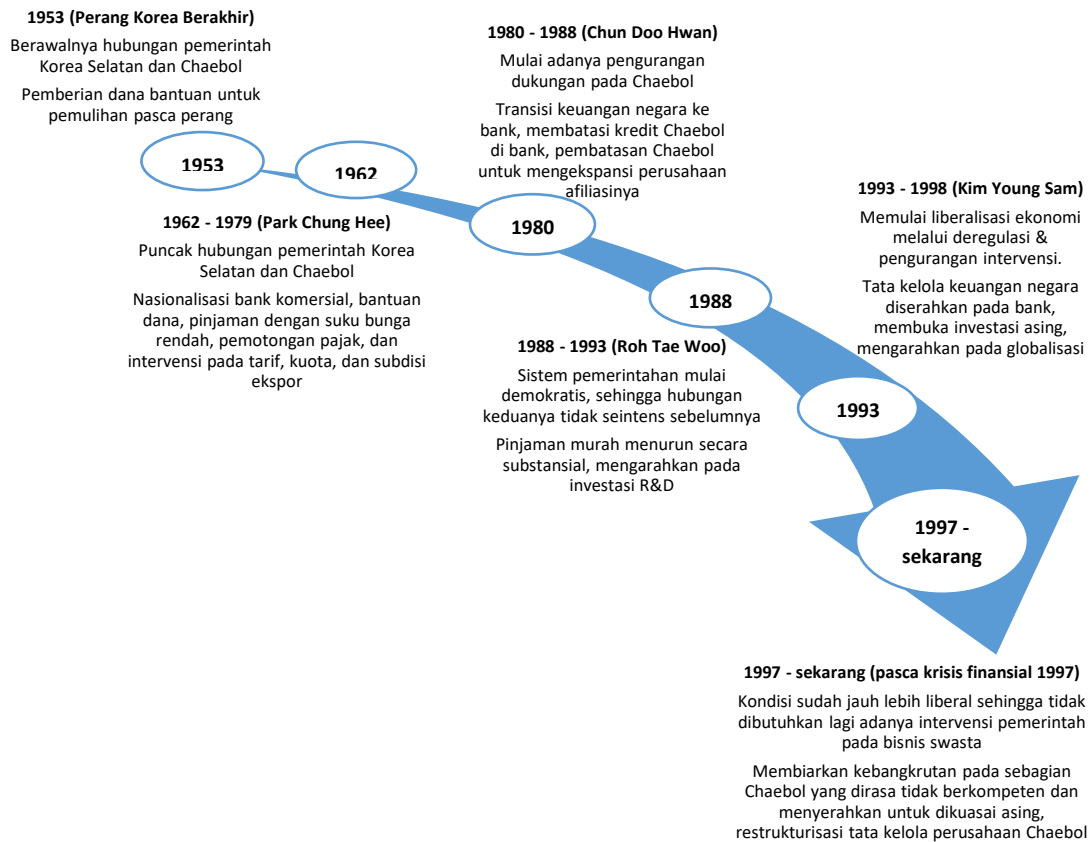 1953 (Perang Korea Berakhir)
Berawalnya hubungan pemerintah
Korea Selatan dan Chaebol
Pemberian dana bantuan untuk
pemulihan pasca perang
1953
1962
1962 - 1979 (Park Chung Hee)
Puncak hubungan pemerintah Korea
Selatan dan Chaebol
Nasionalisasi bank komersial, bantuan
dana, pinjaman dengan suku bunga
rendah, pemotongan pajak, dan
intervensi pada tarif, kuota, dan subdisi
ekspor
1980 - 1988 (Chun Doo Hwan)
Mulai adanya pengurangan
dukungan pada Chaebol
Transisi keuangan negara ke
bank, membatasi kredit Chaebol
di bank, pembatasan Chaebol
untuk mengekspansi perusahaan
afiliasinya
1980
1988
1988 - 1993 (Roh Tae Woo)
Sistem pemerintahan mulai
demokratis, sehingga hubungan
keduanya tidak seintens sebelumnya
Pinjaman murah menurun secara
substansial, mengarahkan pada
investasi R&D
1993 - 1998 (Kim Young Sam)
Memulai liberalisasi ekonomi
melalui deregulasi &
pengurangan intervensi.
Tata kelola keuangan negara
diserahkan pada bank,
membuka investasi asing,
mengarahkan pada globalisasi
1993
1997 -
sekarang
1997 - sekarang (pasca krisis finansial 1997)
Kondisi sudah jauh lebih liberal sehingga tidak
dibutuhkan lagi adanya intervensi pemerintah
pada bisnis swasta
Membiarkan kebangkrutan pada sebagian
Chaebol yang dirasa tidak berkompeten dan
menyerahkan untuk dikuasai asing,
restrukturisasi tata kelola perusahaan Chaebol